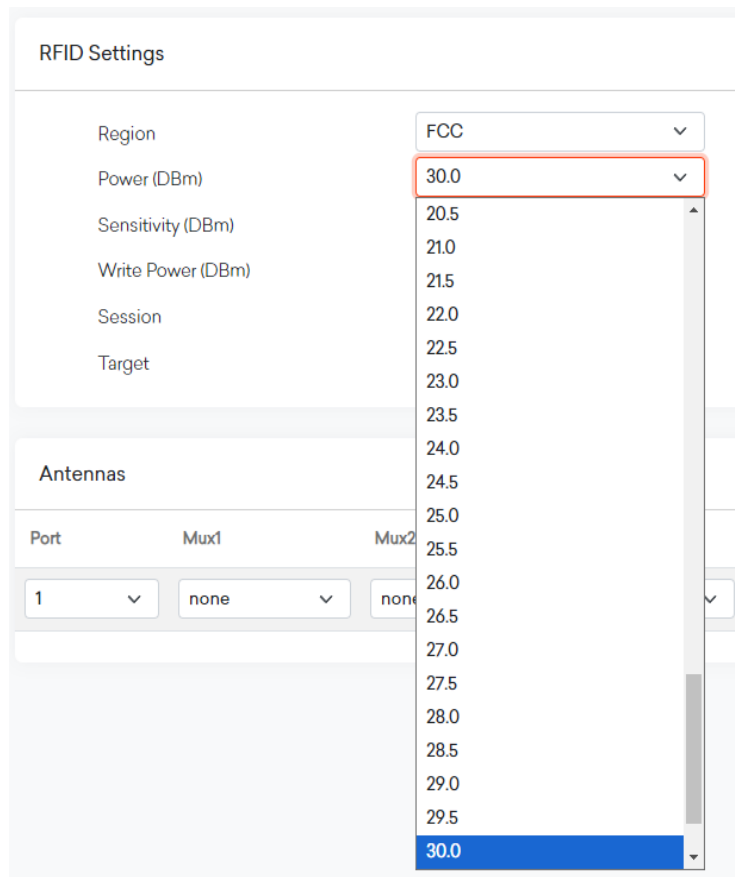 RFID Settings
Region FCC
Power (DBm) 30.0
Sensitivity (DBm)
Write Power (DBm)
Session
Target
20.5
21.0
21.5
22.0
22.5
23.0
23.5
24.0
24.5
25.0
25.5
26.0
26.5
27.0
27.5
28.0
28.5
29.0
29.5
30.0
Antennas
Port Mux1 Mux2
1 none none